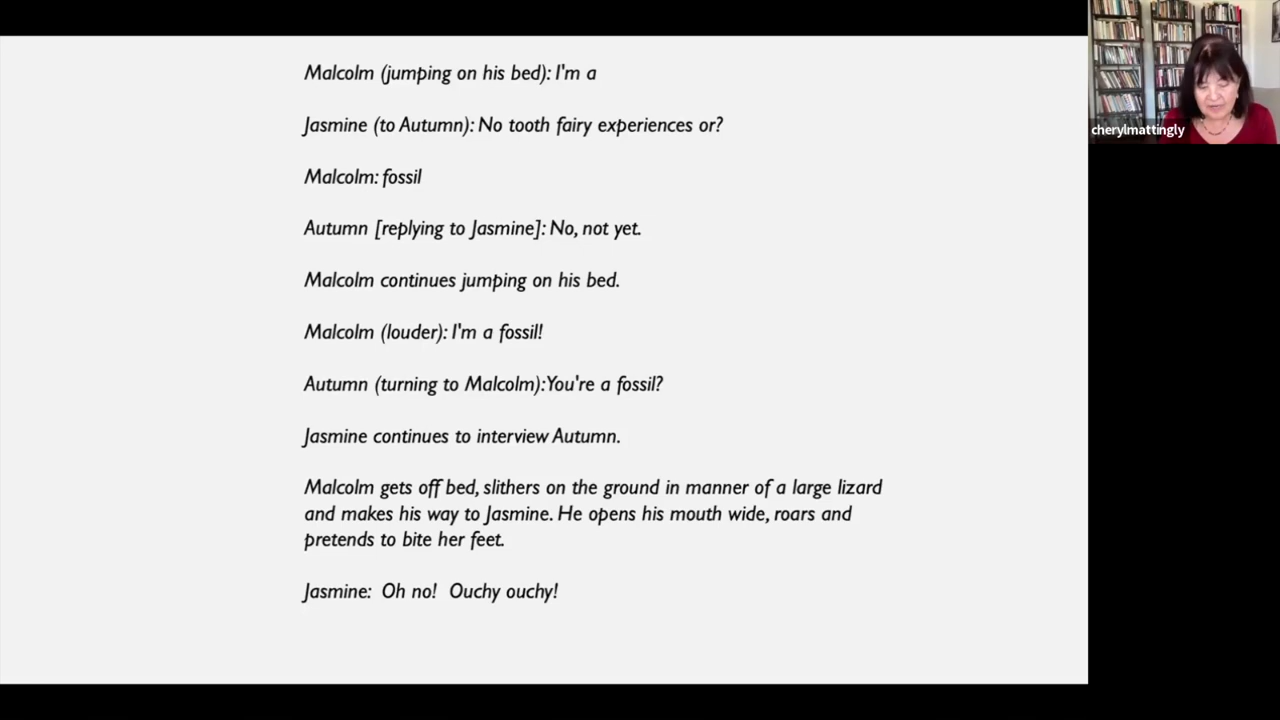 Malcolm (jumping on his bed): I'm a
Jasmine (to Autumn): No tooth fairy experiences or?
Malcolm: fossil
Autumn [replying to Jasmine]: No, not yet.
Malcolm continues jumping on his bed.
Malcolm (louder): I'm a fossil!
Autumn (turning to Malcolm):You're a fossil?
Jasmine continues to interview Autumn.
Malcolm gets off bed, slithers on the ground in manner of a large lizard
and makes his way to Jasmine. He opens his mouth wide, roars and
pretends to bite her feet.
Jasmine: Oh no! Ouchy ouchy!
cherylmattingly